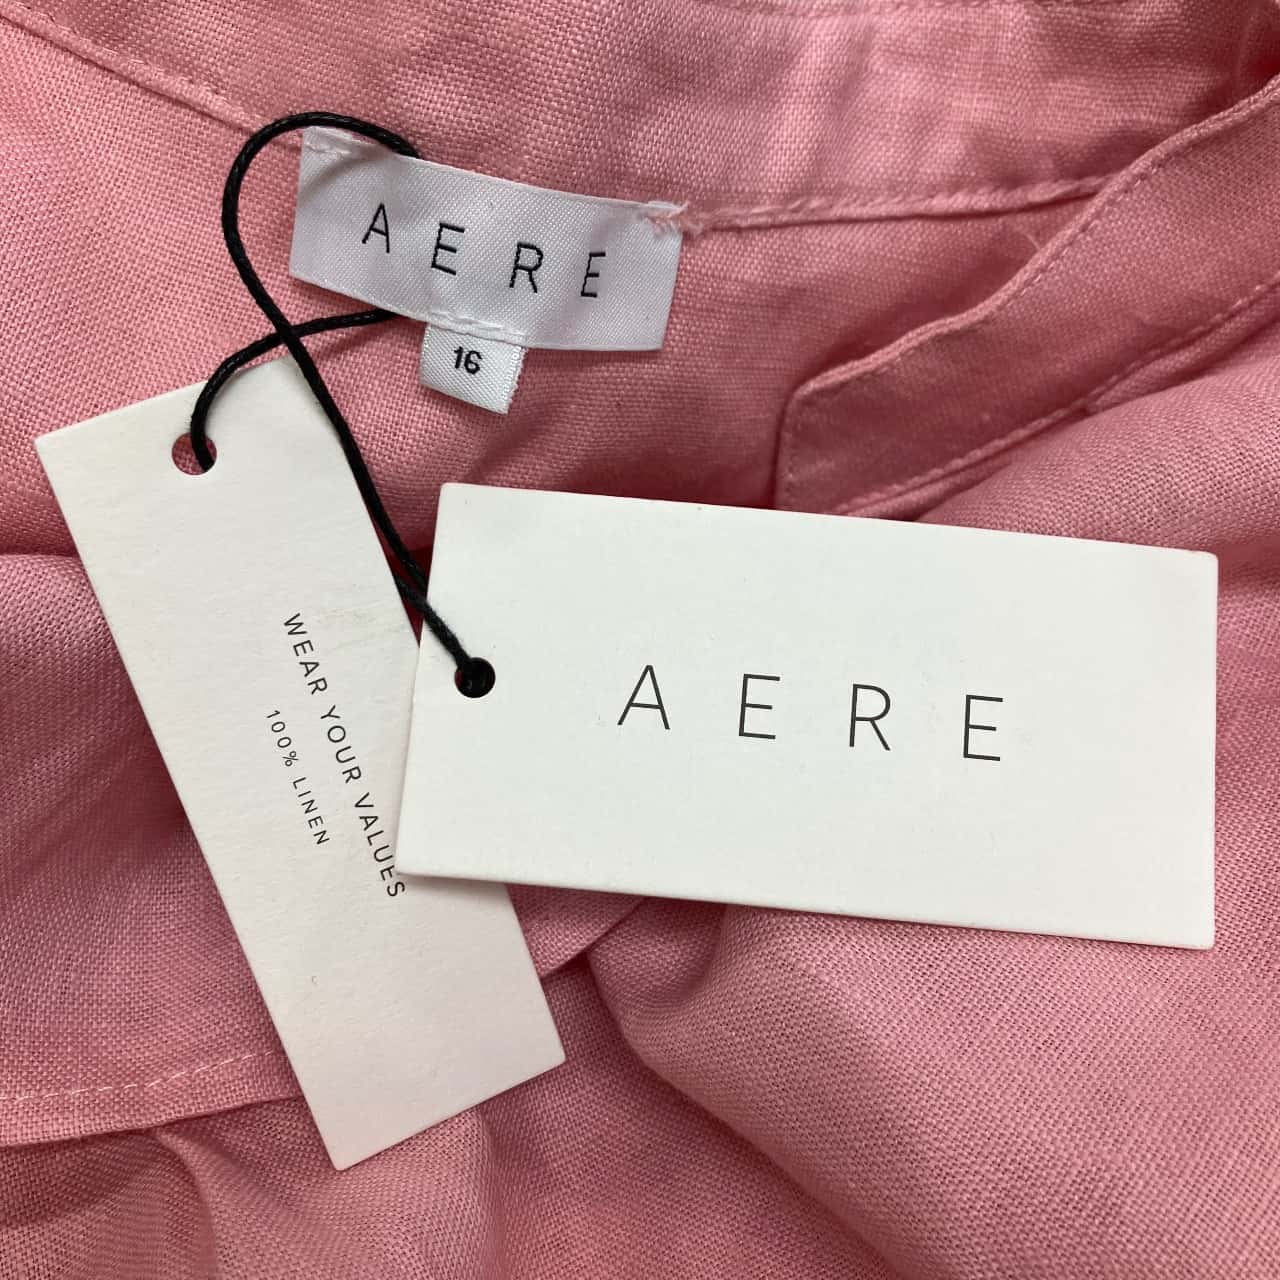 AERE
16
WEAR YOUR VALUES
100% LINEN
AERE